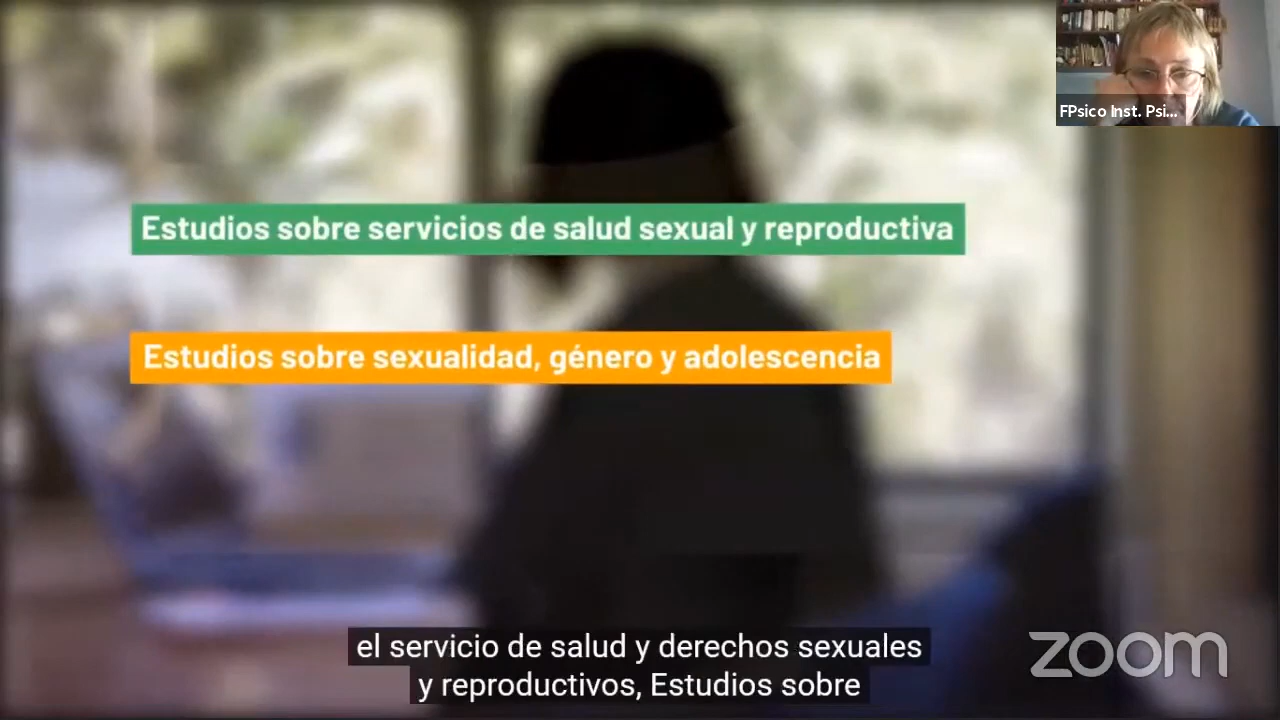 FPsico Inst. Psi...
Estudios sobre servicios de salud sexual y reproductiva
Estudios sobre sexualidad, género y adolescencia
el servicio de salud y derechos sexuales
y reproductivos, Estudios sobre
zoom